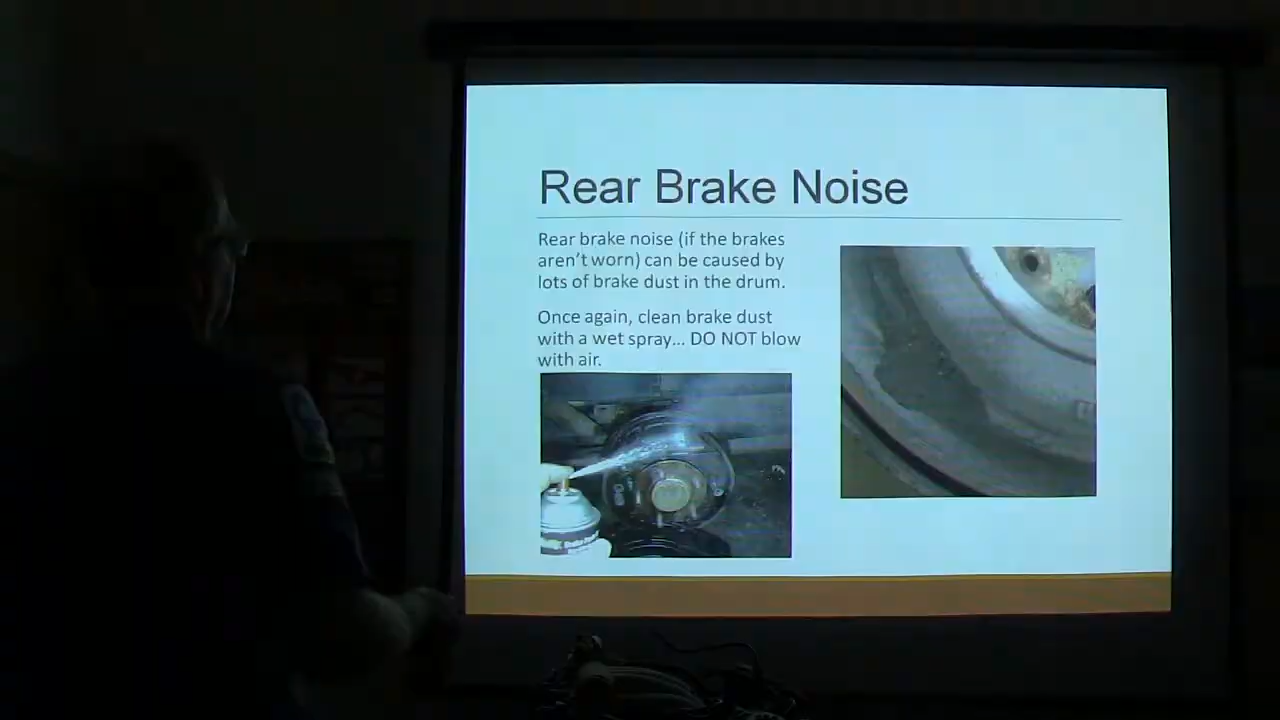 Rear Brake Noise
Rear brake noise (if the brakes
aren't worn) can be caused by
lots of brake dust in the drum.
Once again, clean brake dust
with a wet spray... DO NOT blow
with air.